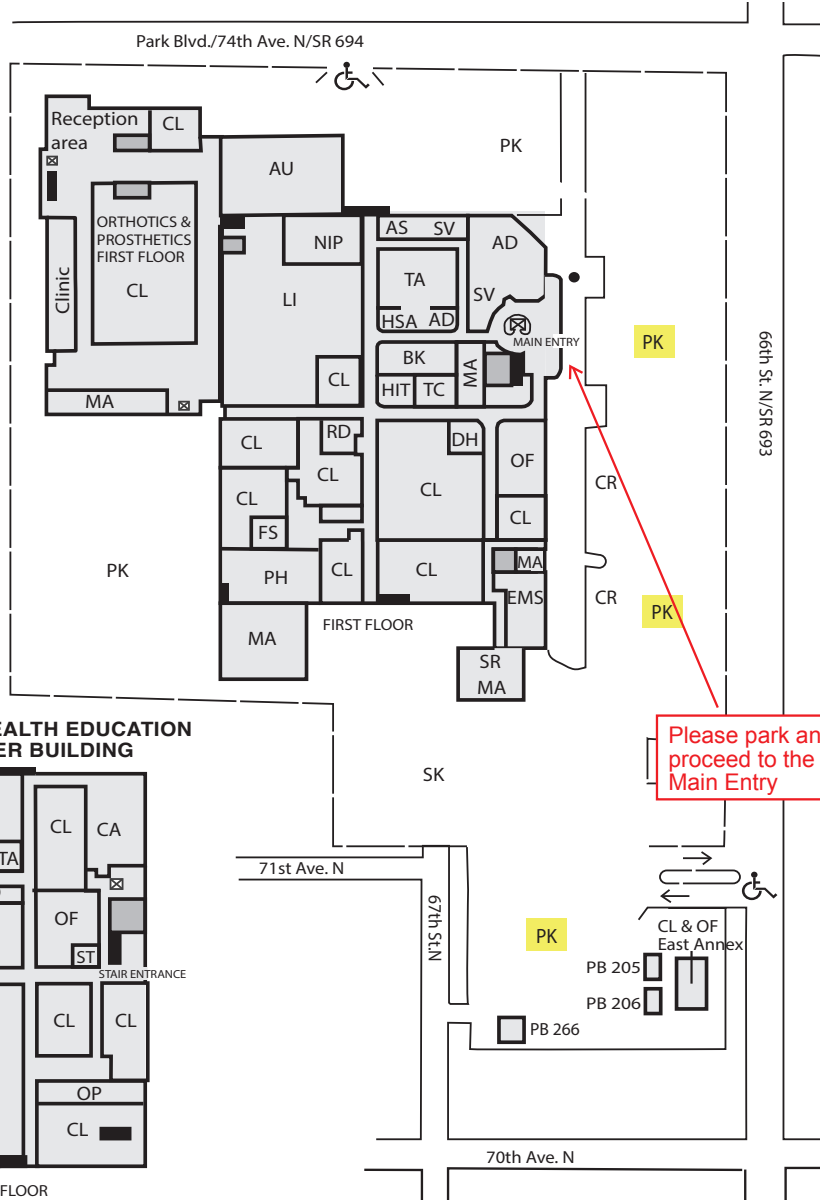 Park Blvd./74th Ave. N/SR 694
Reception
area
CL
AU
PK
ORTHOTICS &
PROSTHETICS
FIRST FLOOR
CL
Clinic
MA
NIP
LI
CL
AS
SV
AD
TA
SV
HSA
AD
MAIN ENTRY
BK
MA
HIT
TC
PK
66th St. N/SR 693
CL
RD
CL
CL
FS
DH
CL
OF
CL
CR
PK
PH
CL
CL
MA
EMS
CR
PK
MA
FIRST FLOOR
SR
MA
EALTH EDUCATION
ER BUILDING
Please park an
proceed to the
Main Entry
SK
CL
CA
TA
OF
ST
STAIR ENTRANCE
CL
CL
OP
CL
FLOOR
71st Ave. N
67th St.N
PK
CL & OF
East Annex
PB 205
PB 206
PB 266
70th Ave. N